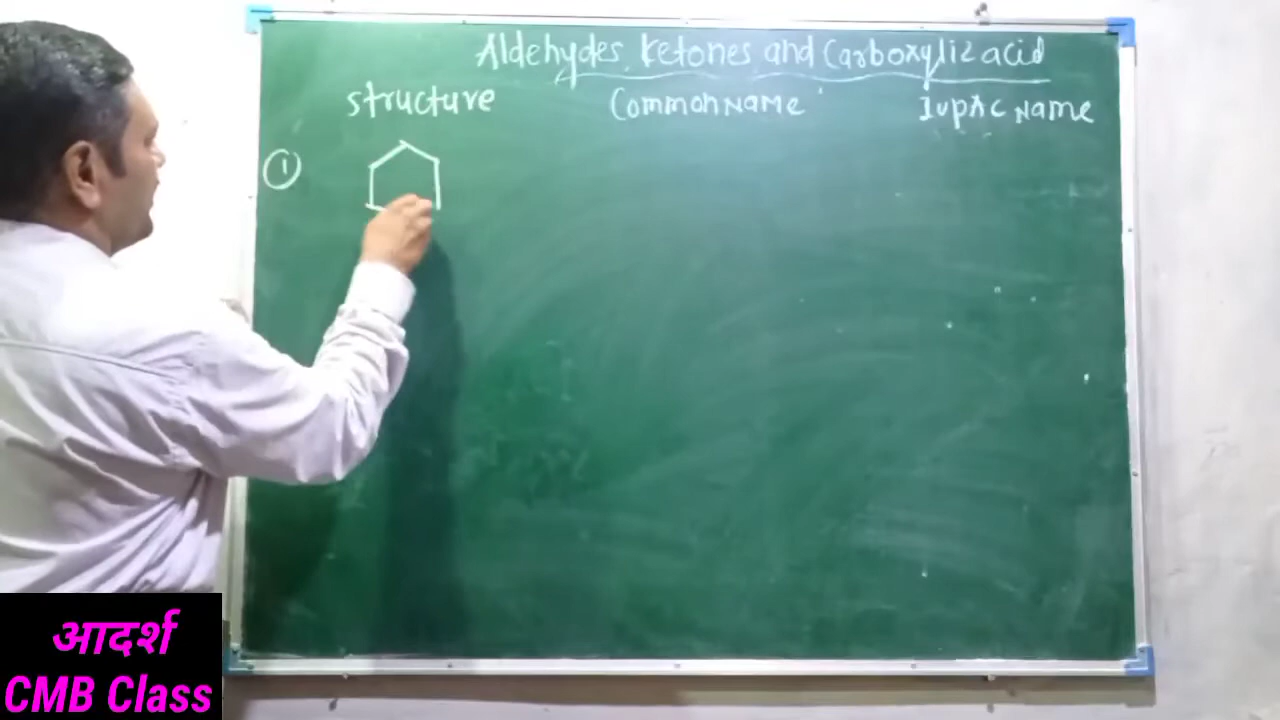 Aldehydes, Ketones and Carboxylic acid
Structure Common Name IUPAC Name
①
आदर्श
CMB Class